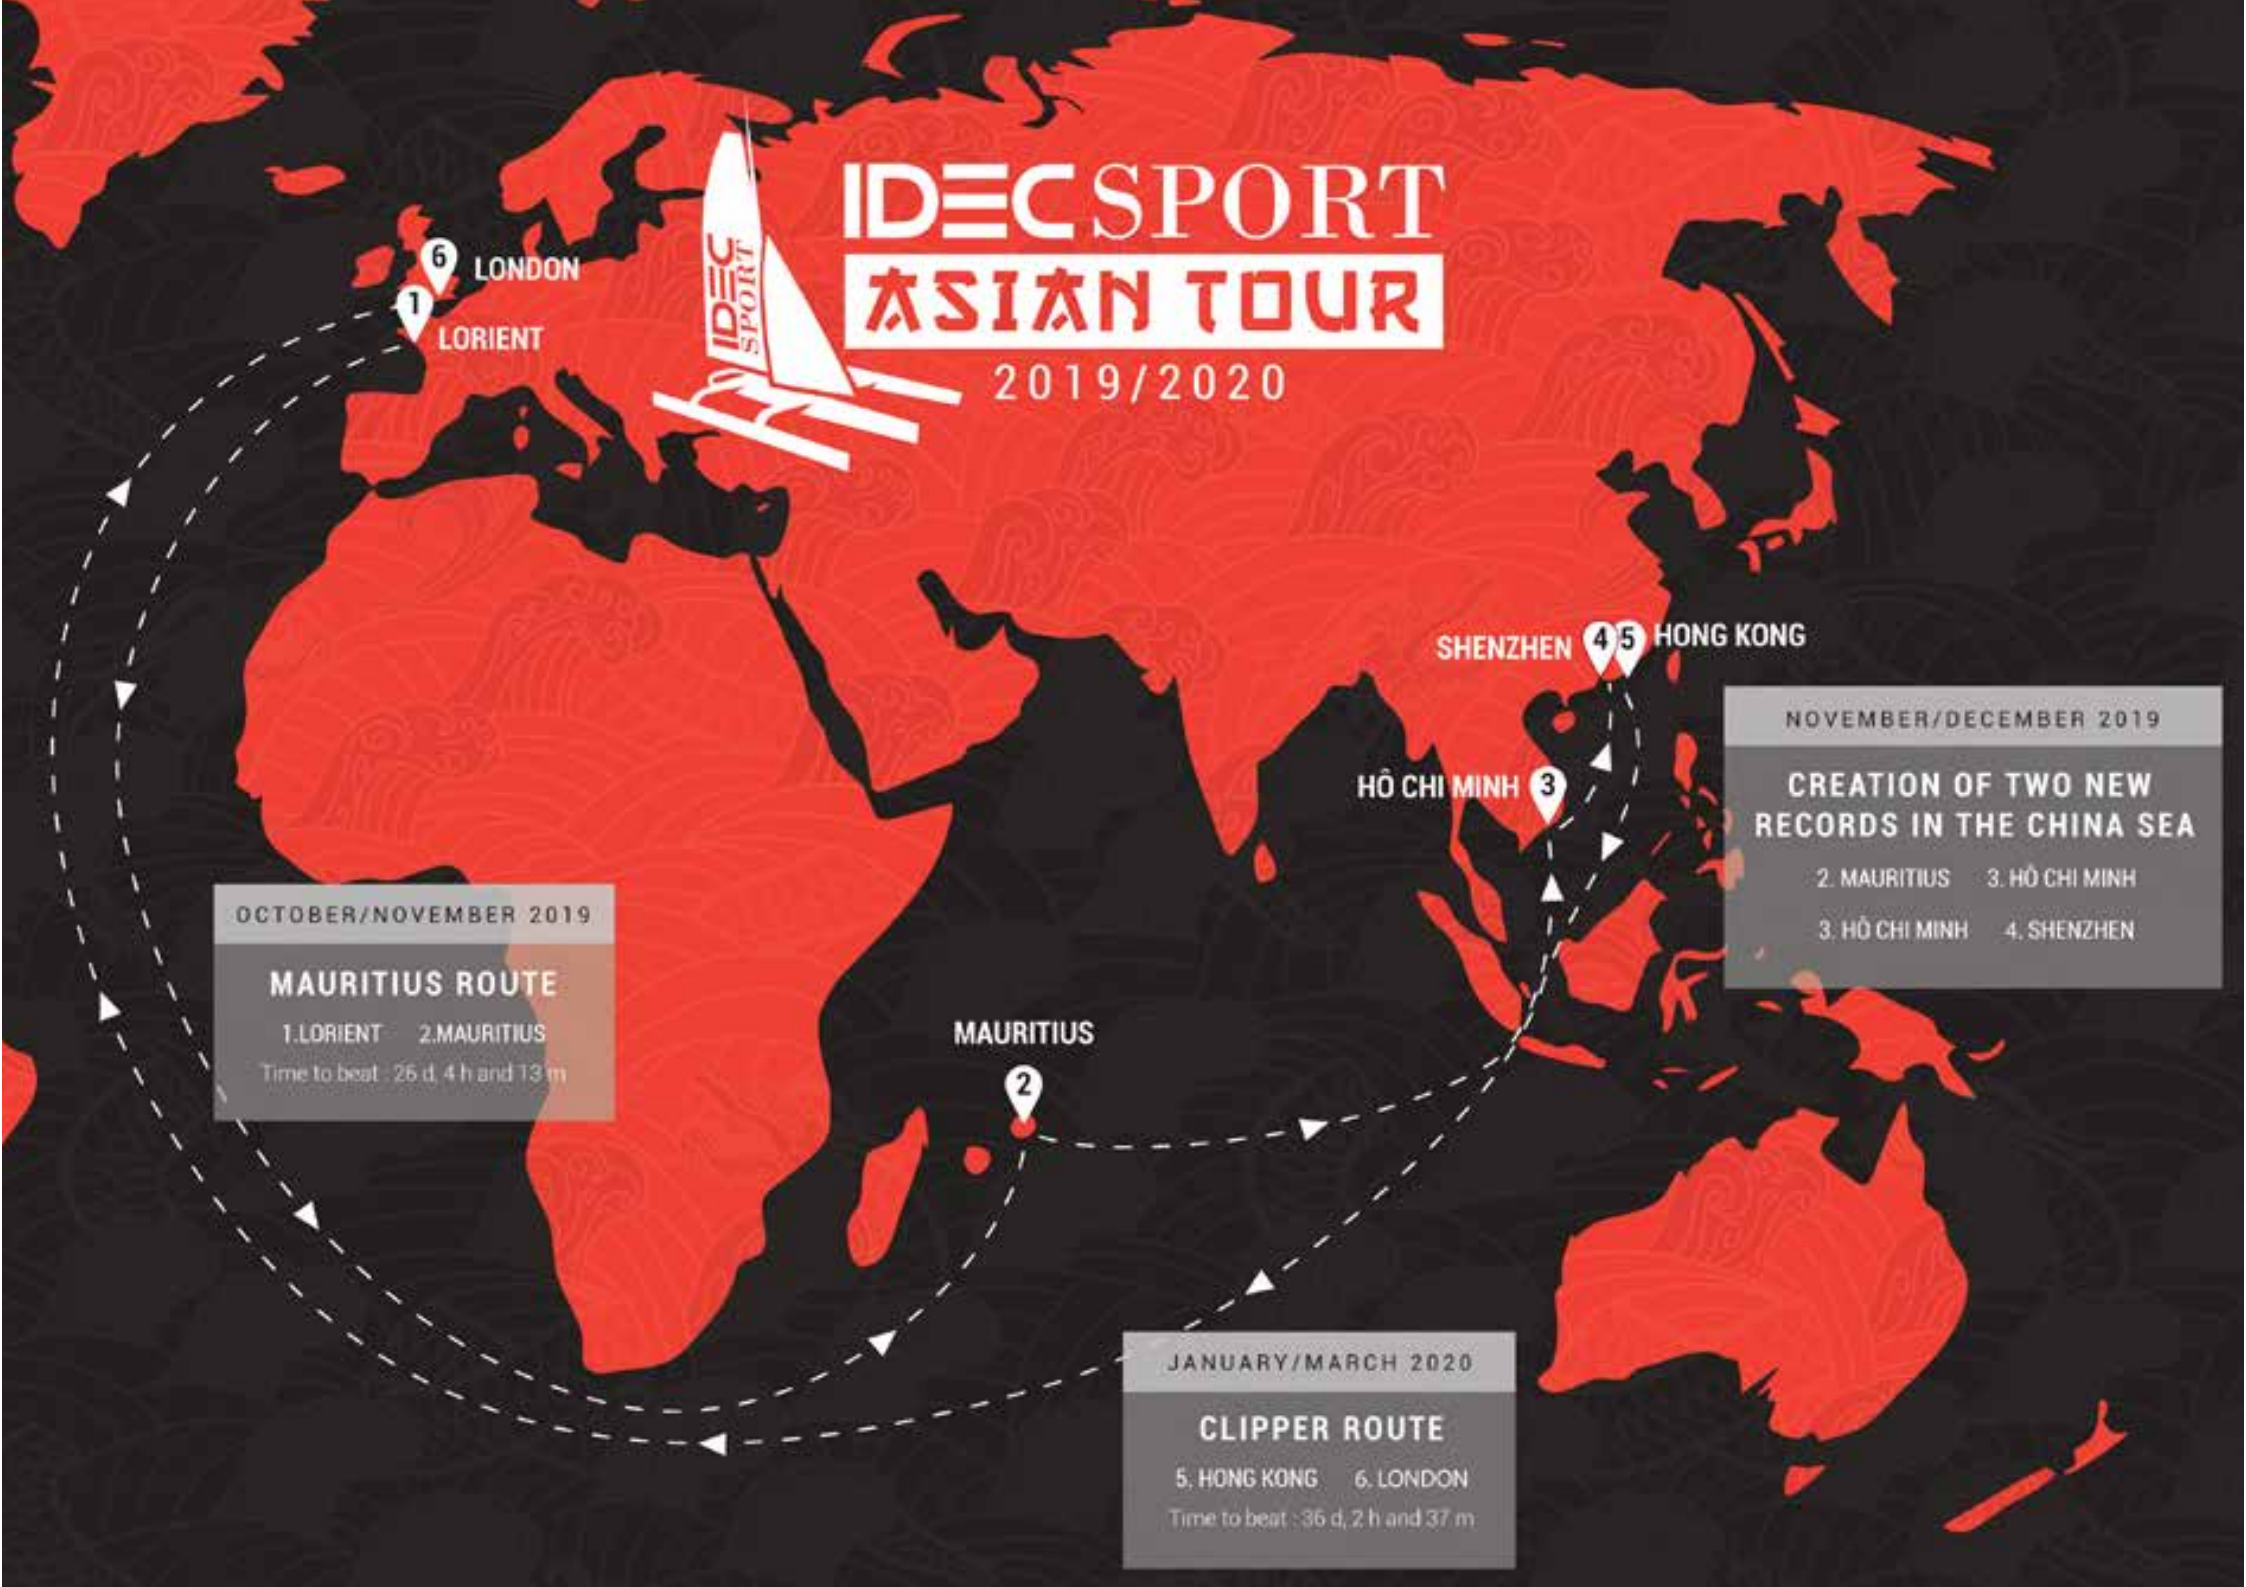 IDEC SPORT
ASIAN TOUR
2019/2020
IDEC
SPORT
6
LONDON
1
LORIENT
SHENZHEN
4
5
HONG KONG
HÔ CHI MINH
3
NOVEMBER/DECEMBER 2019
CREATION OF TWO NEW
RECORDS IN THE CHINA SEA
2. MAURITIUS 3. HÔ CHI MINH
3. HÔ CHI MINH 4. SHENZHEN
OCTOBER/NOVEMBER 2019
MAURITIUS ROUTE
1.LORIENT 2.MAURITIUS
Time to beat : 26 d, 4 h and 13 m
MAURITIUS
2
JANUARY/MARCH 2020
CLIPPER ROUTE
5. HONG KONG 6. LONDON
Time to beat : 36 d, 2 h and 37 m